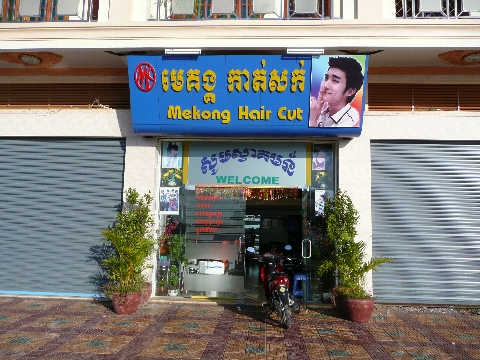 MK
មេគង្គ កាត់សក់
Mekong Hair Cut
សូមស្វាគមន៍
WELCOME